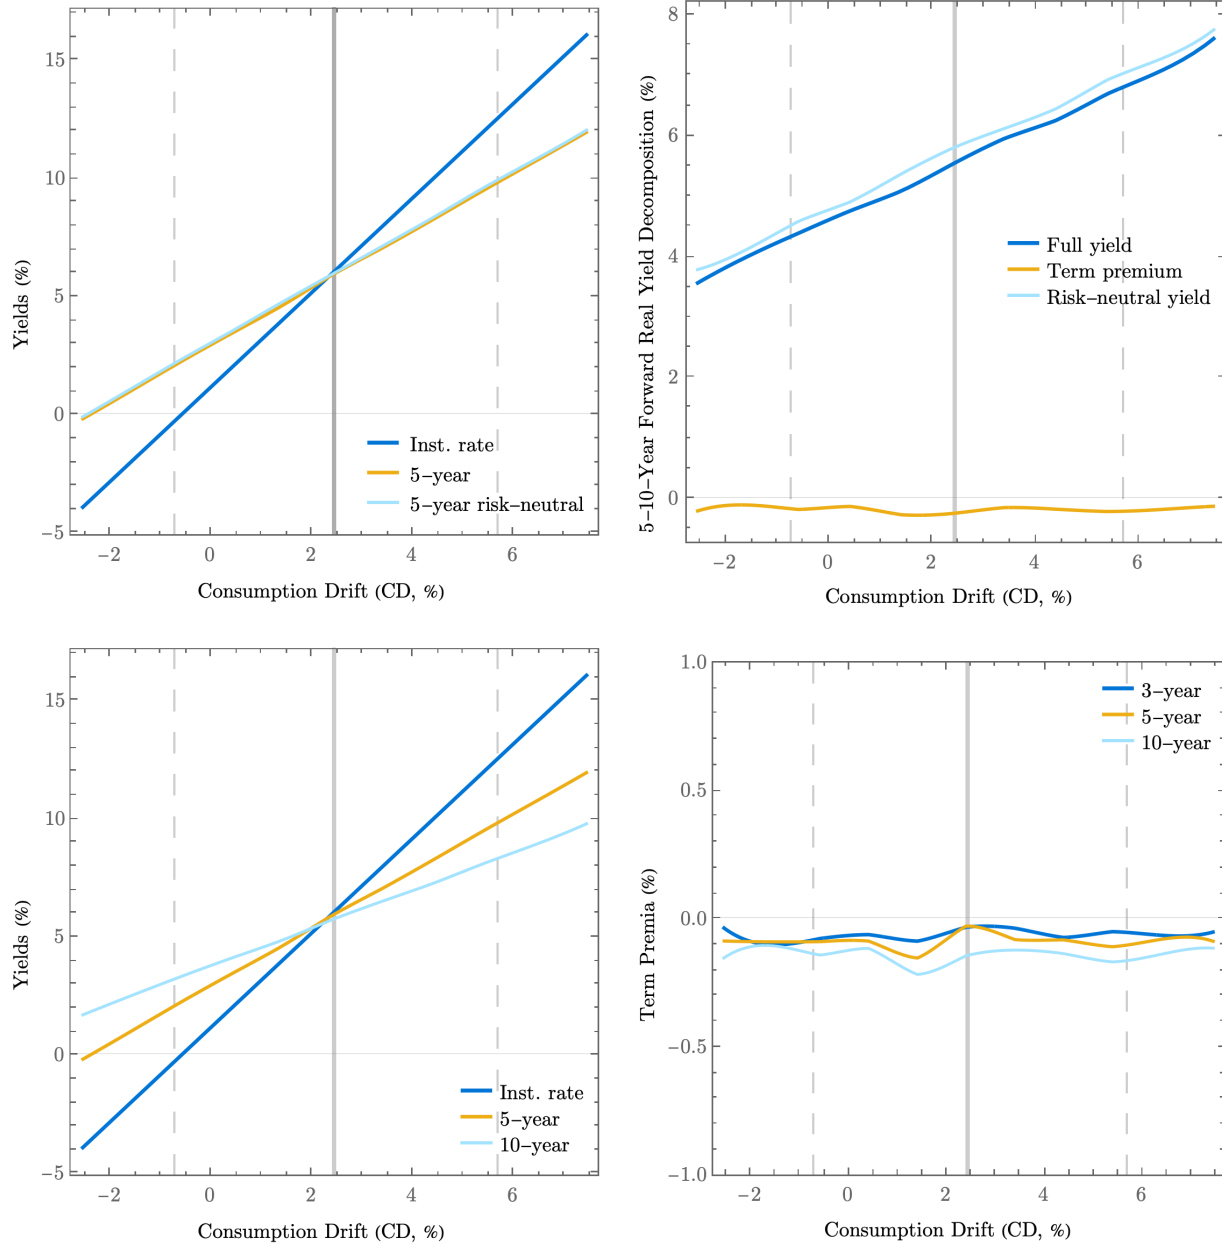 Yields (%)
15
10
5
0
−5
−2
0
2
4
6
Inst. rate
5−year
5−year risk−neutral
Consumption Drift (CD, %)
5−10−Year Forward Real Yield Decomposition (%)
8
6
4
2
0
−2
0
2
4
6
Full yield
Term premium
Risk−neutral yield
Consumption Drift (CD, %)
Yields (%)
15
10
5
0
−5
−2
0
2
4
6
Inst. rate
5−year
10−year
Consumption Drift (CD, %)
Term Premia (%)
1.0
0.5
0.0
−0.5
−1.0
−2
0
2
4
6
3−year
5−year
10−year
Consumption Drift (CD, %)